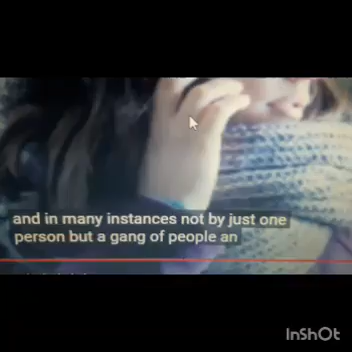 and in many instances not by just one
person but a gang of people an
InShOt